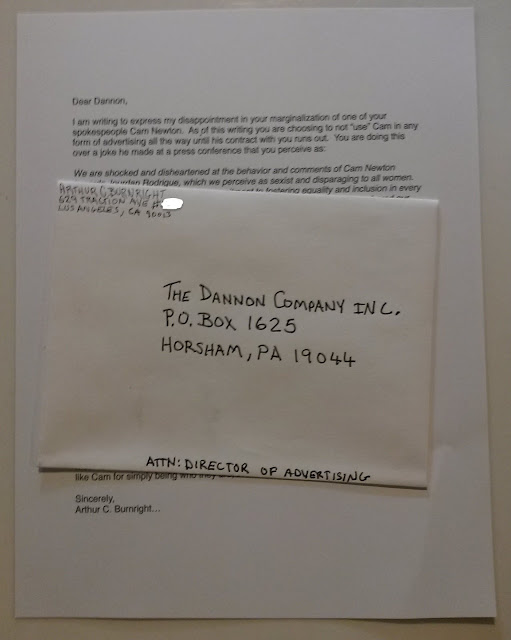 Dear Dannon,
I am writing to express my disappointment in your marginalization of one of your
spokespeople Cam Newton. As of this writing you are choosing to not "use" Cam in any
form of advertising all the way until his contract with you runs out. You are doing this
over a joke he made at a press conference that you perceive as:
We are shocked and disheartened at the behavior and comments of Cam Newton
Jourdan Rodrigue, which we perceive as sexist and disparaging to all women.
to fostering equality and inclusion in every
ARTHUR C BURNRIGHT
629 TRACTION AVE #
LOS ANGELES, CA 90013
THE DANNON COMPANY INC.
P.O. BOX 1625
HORSHAM, PA 19044
ATTN: DIRECTOR OF ADVERTISING
like Cam for simply being who they
Sincerely,
Arthur C. Burnright...